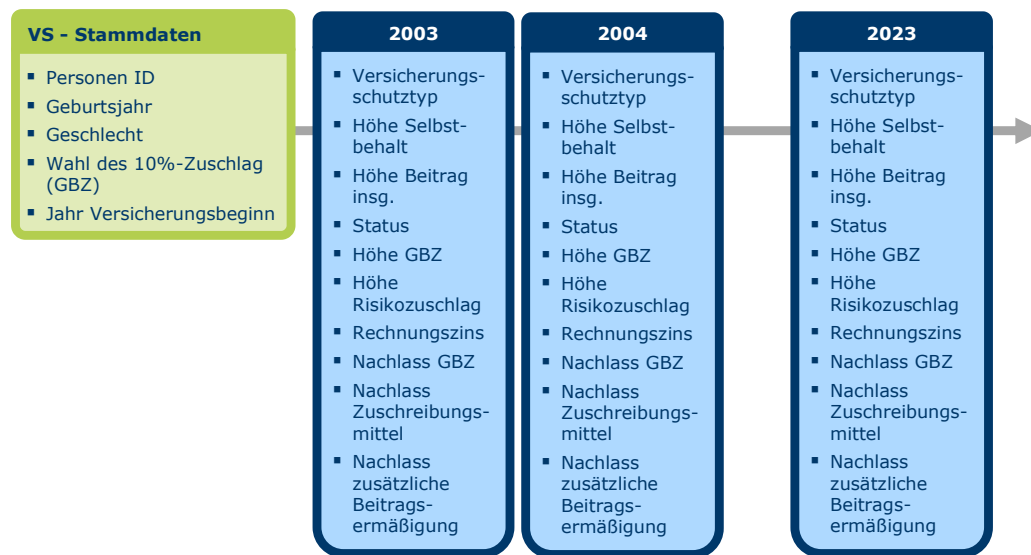 VS - Stammdaten
Personen ID
Geburtsjahr
Geschlecht
Wahl des 10%-Zuschlag
(GBZ)
Jahr Versicherungsbeginn
2003
Versicherungs-
schutztyp
Höhe Selbst-
behalt
Höhe Beitrag
insg.
Status
Höhe GBZ
Höhe
Risikozuschlag
Rechnungszins
Nachlass GBZ
Nachlass
Zuschreibungs-
mittel
Nachlass
zusätzliche
Beitrags-
ermäßigung
2004
Versicherungs-
schutztyp
Höhe Selbst-
behalt
Höhe Beitrag
insg.
Status
Höhe GBZ
Höhe
Risikozuschlag
Rechnungszins
Nachlass GBZ
Nachlass
Zuschreibungs-
mittel
Nachlass
zusätzliche
Beitrags-
ermäßigung
2023
Versicherungs-
schutztyp
Höhe Selbst-
behalt
Höhe Beitrag
insg.
Status
Höhe GBZ
Höhe
Risikozuschlag
Rechnungszins
Nachlass GBZ
Nachlass
Zuschreibungs-
mittel
Nachlass
zusätzliche
Beitrags-
ermäßigung